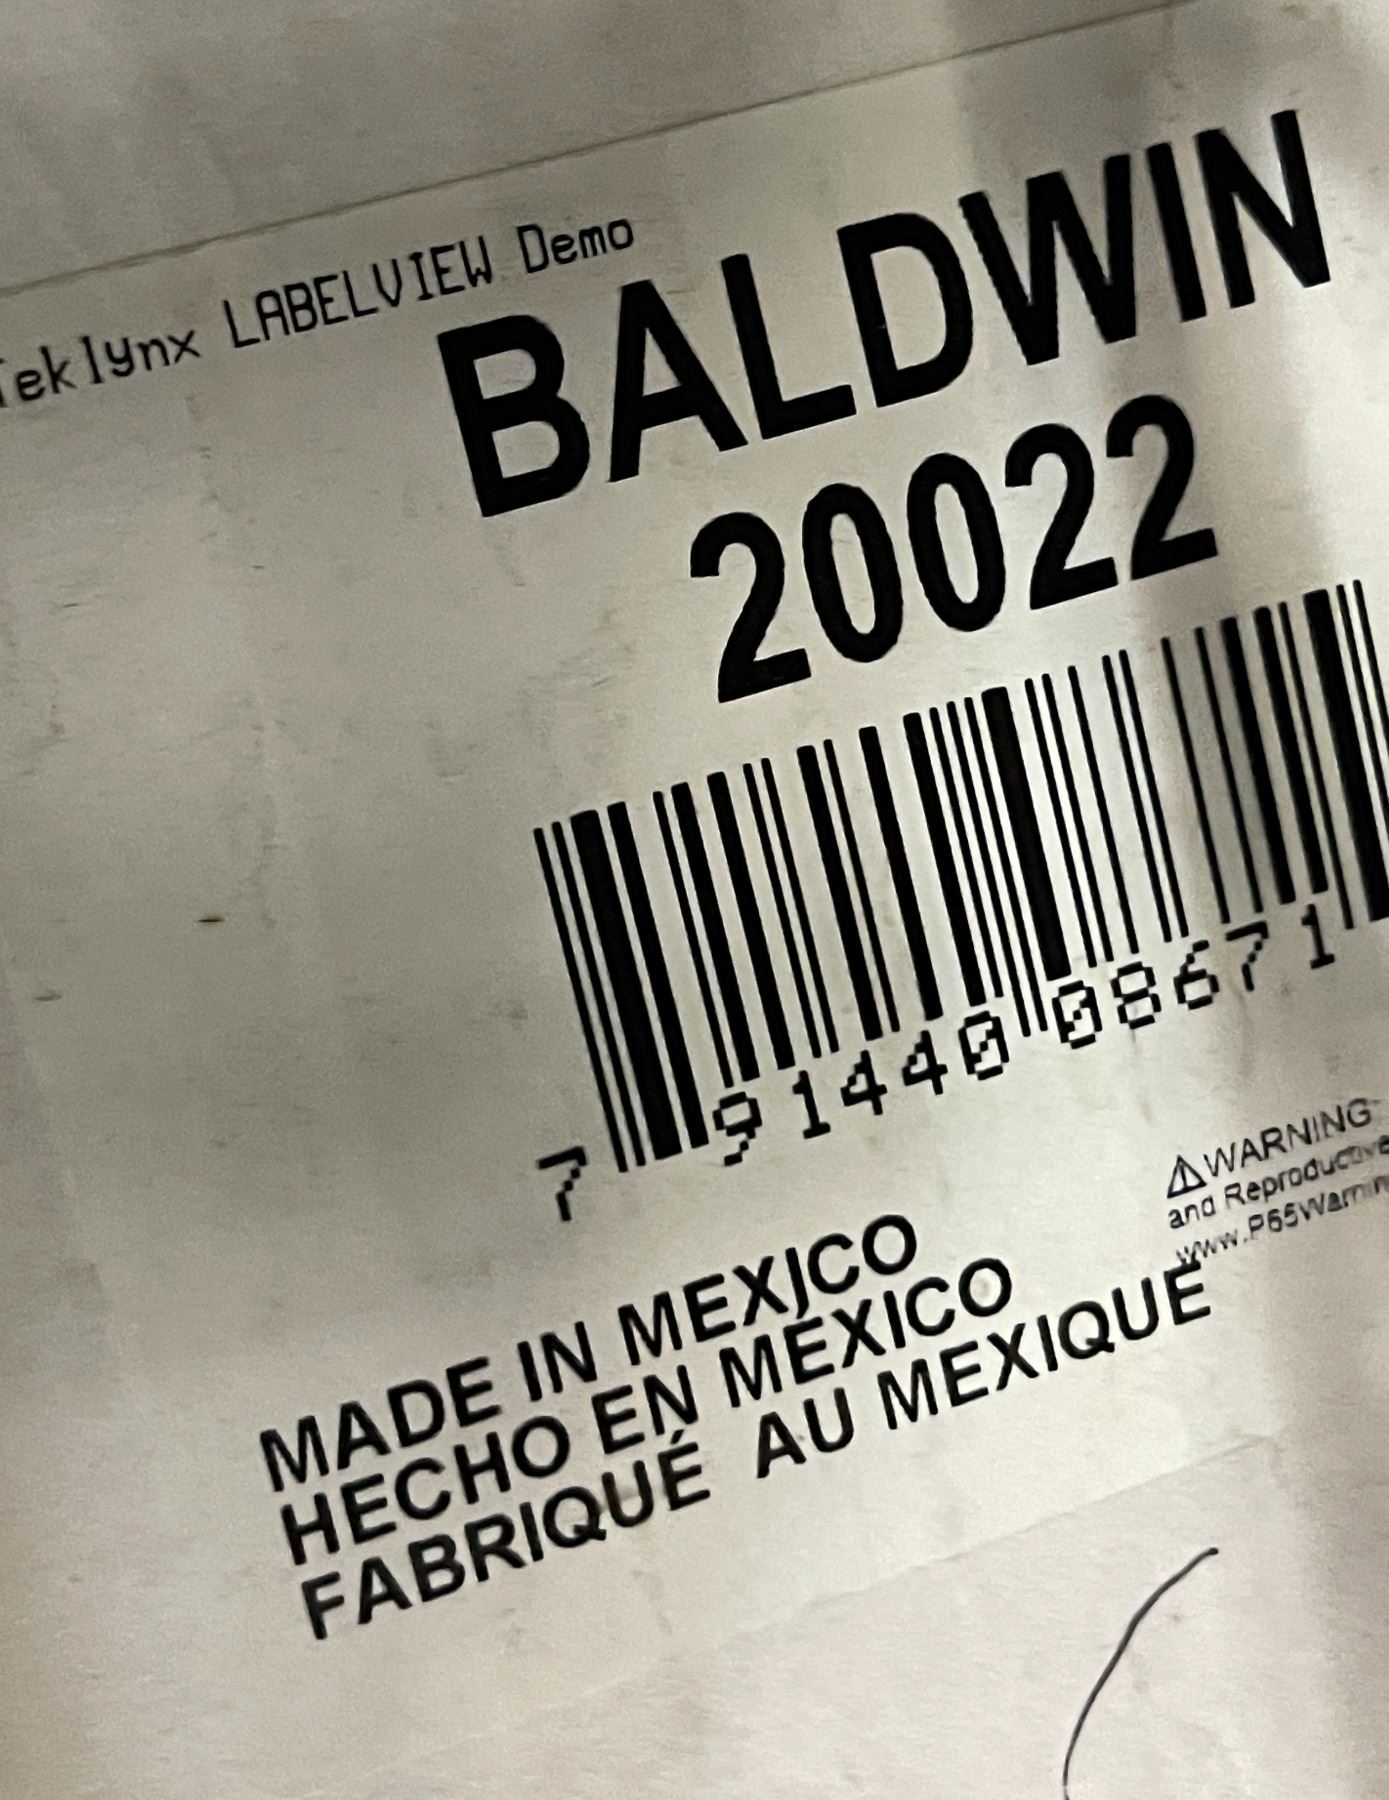 Teklynx LABELVIEW Demo
BALDWIN
20022
7 91440 08671
⚠WARNING
and Reproductive
www.P65Warnin
MADE IN MEXICO
HECHO EN MÉXICO
FABRIQUÉ AU MEXIQUE